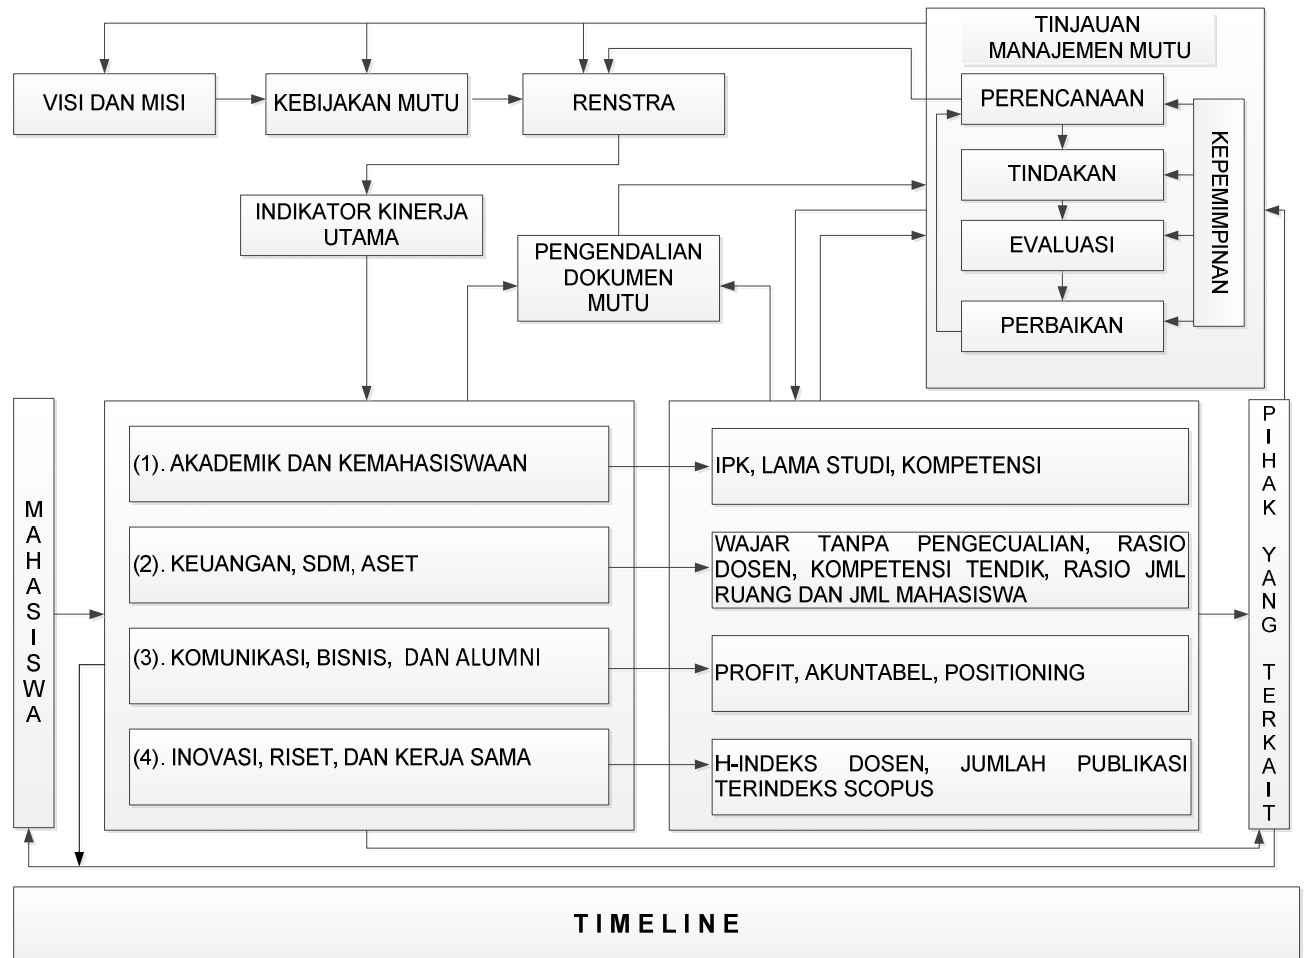 TINJAUAN
MANAJEMEN MUTU
VISI DAN MISI
KEBIJAKAN MUTU
RENSTRA
PERENCANAAN
TINDAKAN
EVALUASI
PERBAIKAN
KEPEMIMPINAN
INDIKATOR KINERJA
UTAMA
PENGENDALIAN
DOKUMEN
MUTU
MAHASISWA
(1). AKADEMIK DAN KEMAHASISWAAN
(2). KEUANGAN, SDM, ASET
(3). KOMUNIKASI, BISNIS, DAN ALUMNI
(4). INOVASI, RISET, DAN KERJA SAMA
IPK, LAMA STUDI, KOMPETENSI
WAJAR TANPA PENGECUALIAN, RASIO
DOSEN, KOMPETENSI TENDIK, RASIO JML
RUANG DAN JML MAHASISWA
PROFIT, AKUNTABEL, POSITIONING
H-INDEKS DOSEN, JUMLAH PUBLIKASI
TERINDEKS SCOPUS
PIHAK YANG TERKAIT
TIMELINE